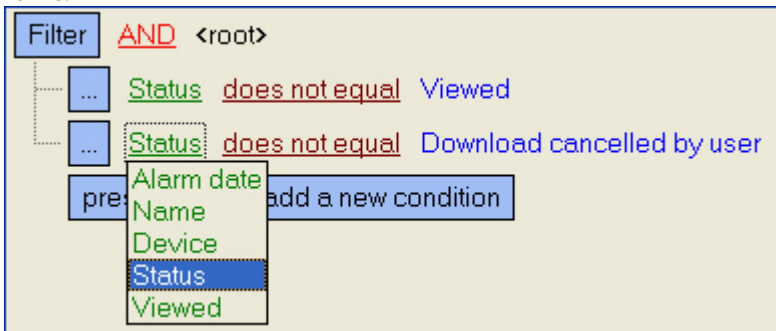 Filter AND <root>
... Status does not equal Viewed
... Status does not equal Download cancelled by user
pre add a new condition
Alarm date
Name
Device
Status
Viewed